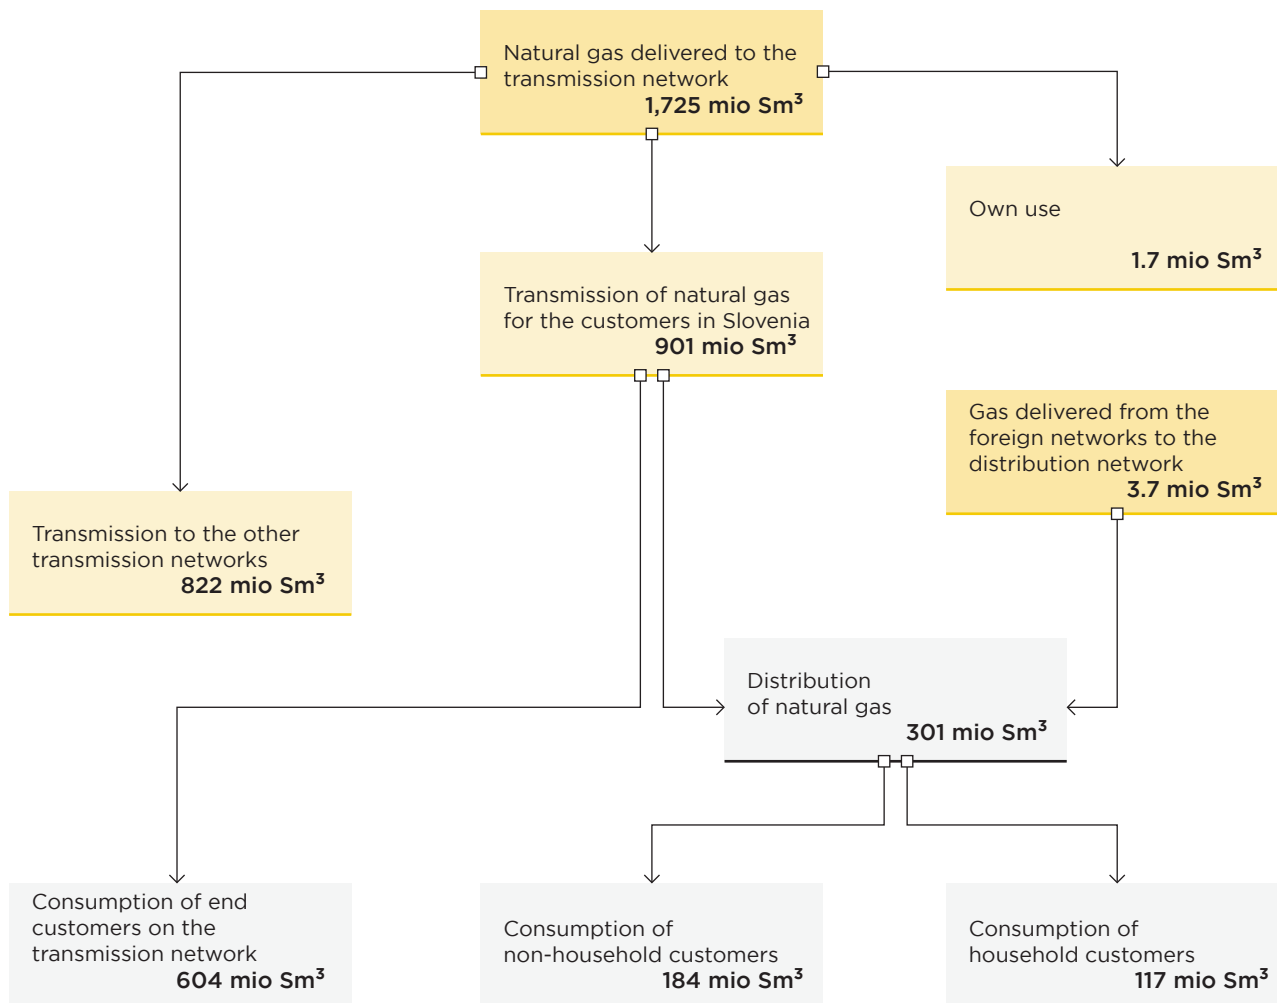 Natural gas delivered to the
transmission network
1,725 mio Sm³
Own use
1.7 mio Sm³
Transmission of natural gas
for the customers in Slovenia
901 mio Sm³
Gas delivered from the
foreign networks to the
distribution network
3.7 mio Sm³
Transmission to the other
transmission networks
822 mio Sm³
Distribution
of natural gas
301 mio Sm³
Consumption of end
customers on the
transmission network
604 mio Sm³
Consumption of
non-household customers
184 mio Sm³
Consumption of
household customers
117 mio Sm³